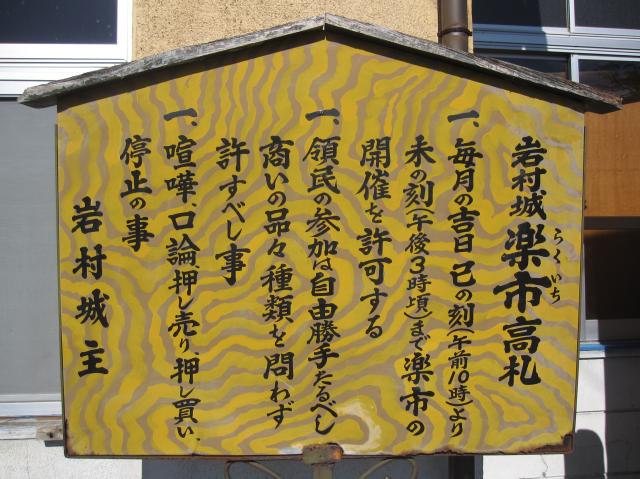 岩村城 楽市高札
らくいち
一、毎月の吉日 巳の刻(午前10時)より
未の刻(午後3時頃)まで楽市の
開催を許可する
一、領民の参加は自由勝手たるべし
商いの品々種類を問わず
許すべし事
一、喧嘩口論、押し売り、押し買い、
停止の事
岩村城主